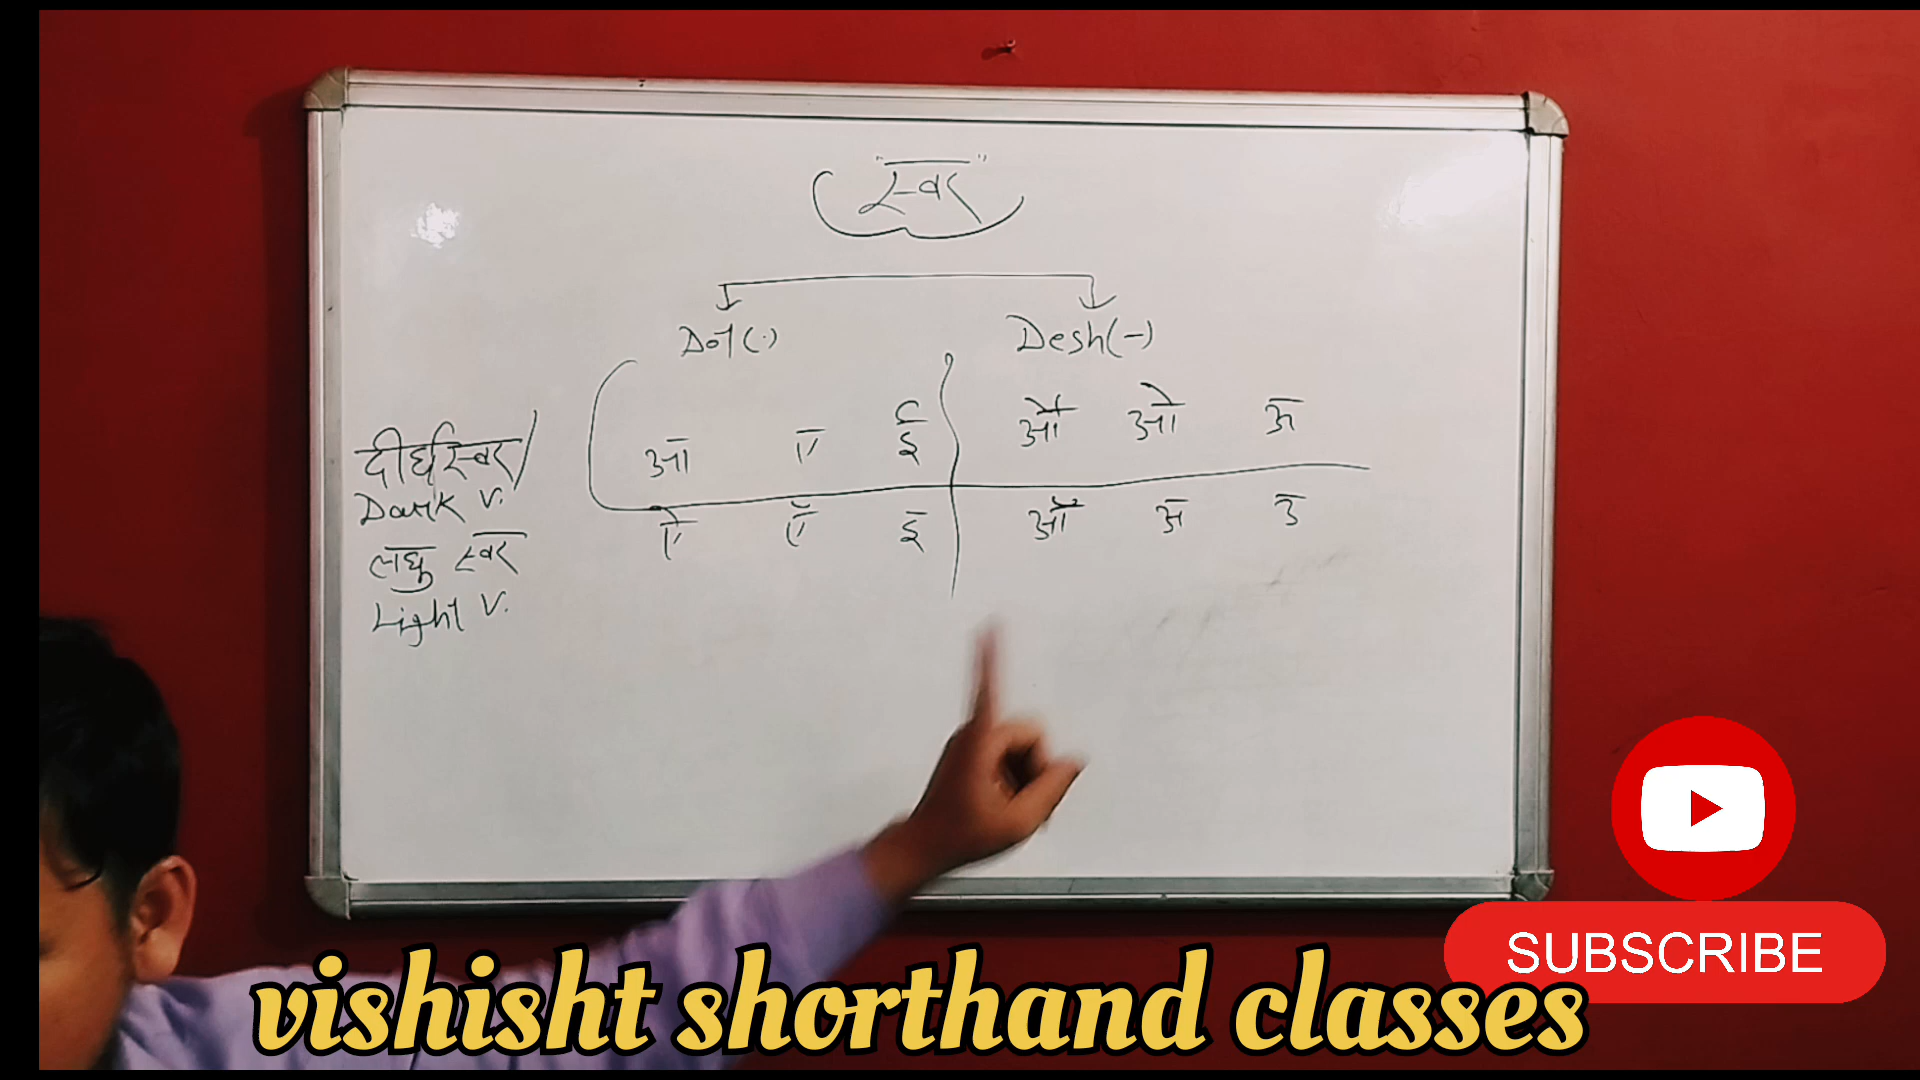 "स्वर"
Dot (·) Desh (-)
दीर्घ स्वर/ आ ए ई औ ओ ऊ
Dark V.
लघु स्वर ऐ ऍ इ ऑ अ उ
Light V.
SUBSCRIBE
vishisht shorthand classes